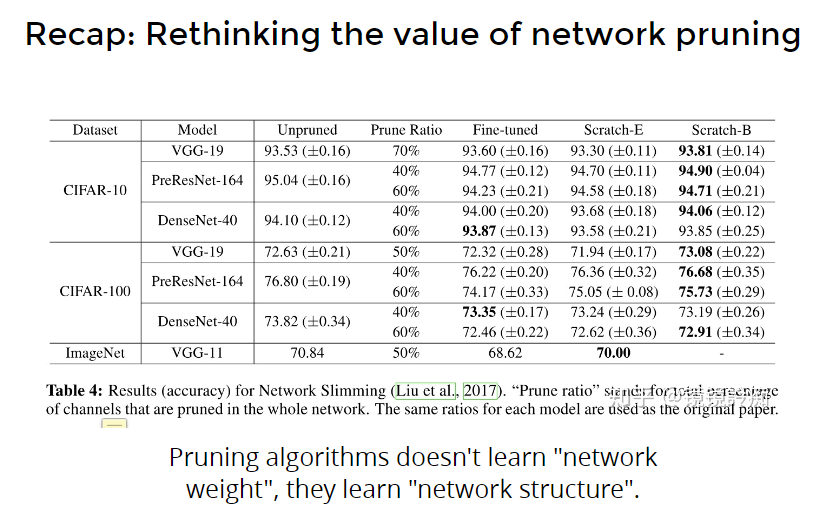 Recap: Rethinking the value of network pruning
Dataset Model Unpruned Prune Ratio Fine-tuned Scratch-E Scratch-B
CIFAR-10 VGG-19 93.53 (±0.16) 70% 93.60 (±0.16) 93.30 (±0.11) 93.81 (±0.14)
PreResNet-164 95.04 (±0.16) 40% 94.77 (±0.12) 94.70 (±0.11) 94.90 (±0.04)
60% 94.23 (±0.21) 94.58 (±0.18) 94.71 (±0.21)
DenseNet-40 94.10 (±0.12) 40% 94.00 (±0.20) 93.68 (±0.18) 94.06 (±0.12)
60% 93.87 (±0.13) 93.58 (±0.21) 93.85 (±0.25)
CIFAR-100 VGG-19 72.63 (±0.21) 50% 72.32 (±0.28) 71.94 (±0.17) 73.08 (±0.22)
PreResNet-164 76.80 (±0.19) 40% 76.22 (±0.20) 76.36 (±0.32) 76.68 (±0.35)
60% 74.17 (±0.33) 75.05 (± 0.08) 75.73 (±0.29)
DenseNet-40 73.82 (±0.34) 40% 73.35 (±0.17) 73.24 (±0.29) 73.19 (±0.26)
60% 72.46 (±0.22) 72.62 (±0.36) 72.91 (±0.34)
ImageNet VGG-11 70.84 50% 68.62 70.00 -
Table 4: Results (accuracy) for Network Slimming (Liu et al., 2017). “Prune ratio” stands for total percentage
of channels that are pruned in the whole network. The same ratios for each model are used as the original paper.
知乎
Pruning algorithms doesn't learn "network
weight", they learn "network structure".